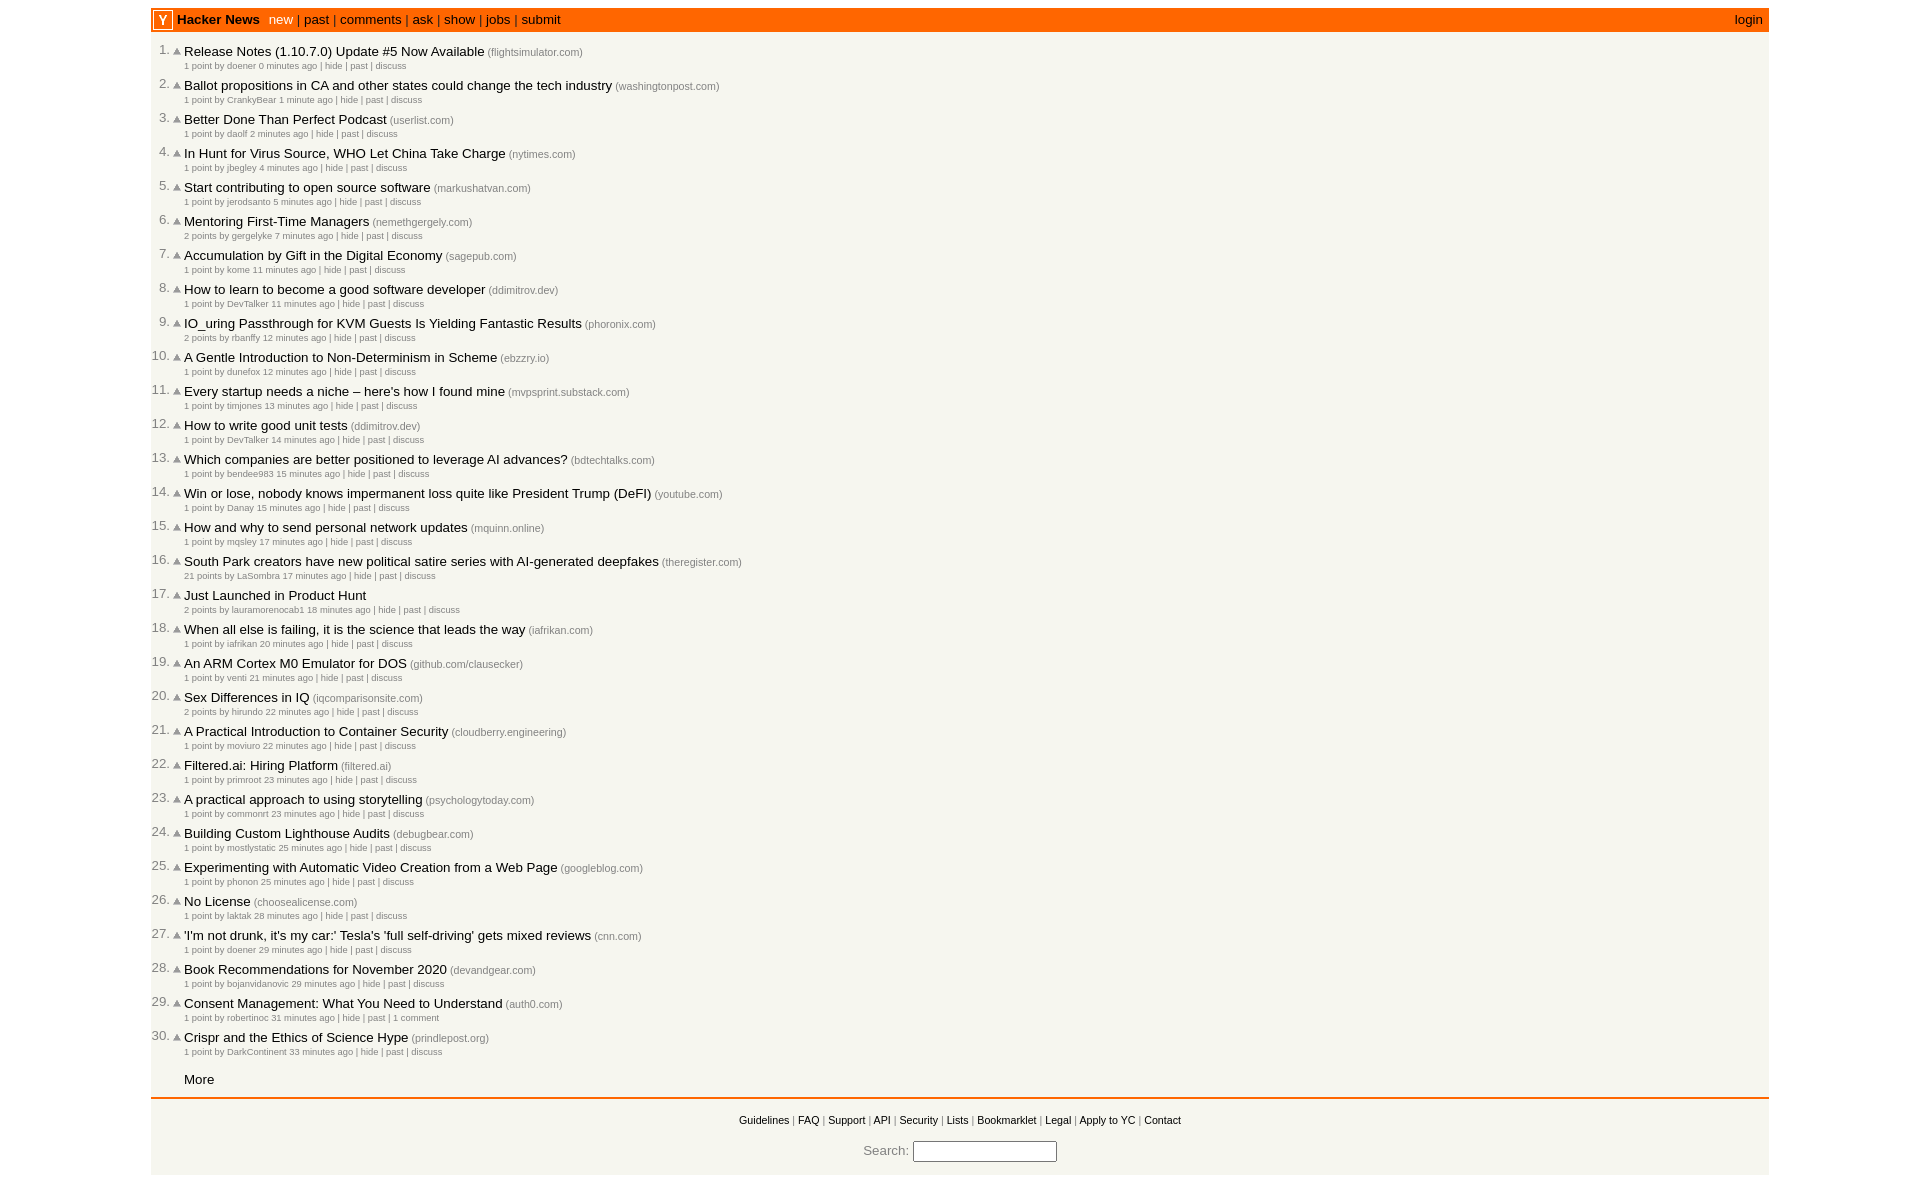 Y Hacker News new | past | comments | ask | show | jobs | submit login
1. Release Notes (1.10.7.0) Update #5 Now Available (flightsimulator.com)
1 point by doener 0 minutes ago | hide | past | discuss
2. Ballot propositions in CA and other states could change the tech industry (washingtonpost.com)
1 point by CrankyBear 1 minute ago | hide | past | discuss
3. Better Done Than Perfect Podcast (userlist.com)
1 point by daolf 2 minutes ago | hide | past | discuss
4. In Hunt for Virus Source, WHO Let China Take Charge (nytimes.com)
1 point by jbegley 4 minutes ago | hide | past | discuss
5. Start contributing to open source software (markushatvan.com)
1 point by jerodsanto 5 minutes ago | hide | past | discuss
6. Mentoring First-Time Managers (nemethgergely.com)
2 points by gergelyke 7 minutes ago | hide | past | discuss
7. Accumulation by Gift in the Digital Economy (sagepub.com)
1 point by kome 11 minutes ago | hide | past | discuss
8. How to learn to become a good software developer (ddimitrov.dev)
1 point by DevTalker 11 minutes ago | hide | past | discuss
9. IO_uring Passthrough for KVM Guests Is Yielding Fantastic Results (phoronix.com)
2 points by rbanffy 12 minutes ago | hide | past | discuss
10. A Gentle Introduction to Non-Determinism in Scheme (ebzzry.io)
1 point by dunefox 12 minutes ago | hide | past | discuss
11. Every startup needs a niche – here's how I found mine (mvpsprint.substack.com)
1 point by timjones 13 minutes ago | hide | past | discuss
12. How to write good unit tests (ddimitrov.dev)
1 point by DevTalker 14 minutes ago | hide | past | discuss
13. Which companies are better positioned to leverage AI advances? (bdtechtalks.com)
1 point by bendee983 15 minutes ago | hide | past | discuss
14. Win or lose, nobody knows impermanent loss quite like President Trump (DeFI) (youtube.com)
1 point by Danay 15 minutes ago | hide | past | discuss
15. How and why to send personal network updates (mquinn.online)
1 point by mqsley 17 minutes ago | hide | past | discuss
16. South Park creators have new political satire series with AI-generated deepfakes (theregister.com)
21 points by LaSombra 17 minutes ago | hide | past | discuss
17. Just Launched in Product Hunt
2 points by lauramorenocab1 18 minutes ago | hide | past | discuss
18. When all else is failing, it is the science that leads the way (iafrikan.com)
1 point by iafrikan 20 minutes ago | hide | past | discuss
19. An ARM Cortex M0 Emulator for DOS (github.com/clausecker)
1 point by venti 21 minutes ago | hide | past | discuss
20. Sex Differences in IQ (iqcomparisonsite.com)
2 points by hirundo 22 minutes ago | hide | past | discuss
21. A Practical Introduction to Container Security (cloudberry.engineering)
1 point by moviuro 22 minutes ago | hide | past | discuss
22. Filtered.ai: Hiring Platform (filtered.ai)
1 point by primroot 23 minutes ago | hide | past | discuss
23. A practical approach to using storytelling (psychologytoday.com)
1 point by commonrt 23 minutes ago | hide | past | discuss
24. Building Custom Lighthouse Audits (debugbear.com)
1 point by mostlystatic 25 minutes ago | hide | past | discuss
25. Experimenting with Automatic Video Creation from a Web Page (googleblog.com)
1 point by phonon 25 minutes ago | hide | past | discuss
26. No License (choosealicense.com)
1 point by laktak 28 minutes ago | hide | past | discuss
27. 'I'm not drunk, it's my car:' Tesla's 'full self-driving' gets mixed reviews (cnn.com)
1 point by doener 29 minutes ago | hide | past | discuss
28. Book Recommendations for November 2020 (devandgear.com)
1 point by bojanvidanovic 29 minutes ago | hide | past | discuss
29. Consent Management: What You Need to Understand (auth0.com)
1 point by robertinoc 31 minutes ago | hide | past | 1 comment
30. Crispr and the Ethics of Science Hype (prindlepost.org)
1 point by DarkContinent 33 minutes ago | hide | past | discuss
More
Guidelines | FAQ | Support | API | Security | Lists | Bookmarklet | Legal | Apply to YC | Contact
Search: